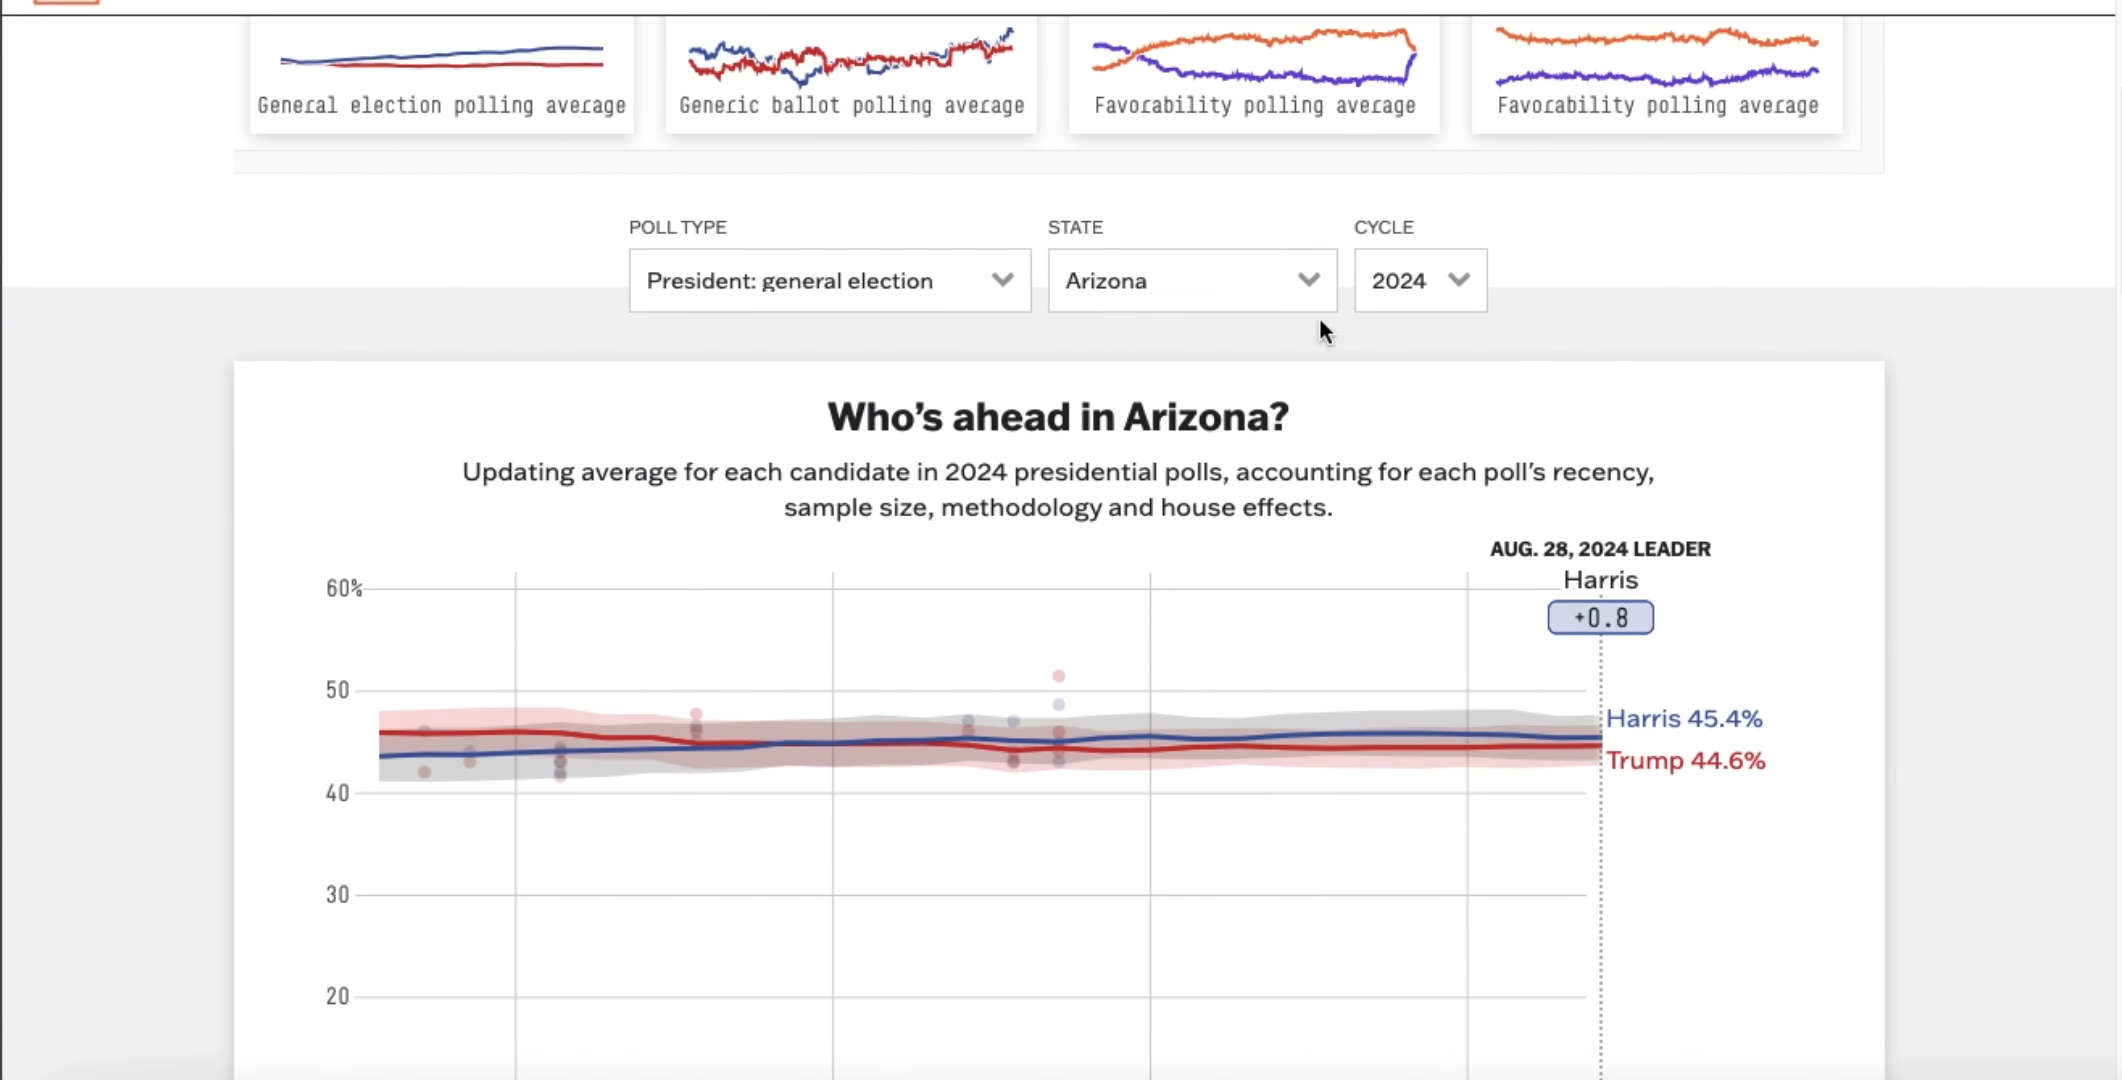 General election polling average
Generic ballot polling average
Favorability polling average
Favorability polling average
POLL TYPE
STATE
CYCLE
President: general election
Arizona
2024
Who's ahead in Arizona?
Updating average for each candidate in 2024 presidential polls, accounting for each poll's recency,
sample size, methodology and house effects.
AUG. 28, 2024 LEADER
Harris
+0.8
60%
50
Harris 45.4%
Trump 44.6%
40
30
20